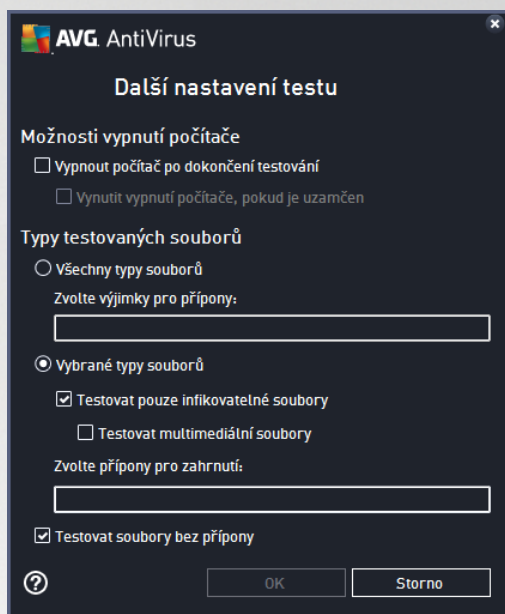 AVG. AntiVirus
Další nastavení testu
Možnosti vypnutí počítače
Vypnout počítač po dokončení testování
Vynutit vypnutí počítače, pokud je uzamčen
Typy testovaných souborů
Všechny typy souborů
Zvolte výjimky pro přípony:
Vybrané typy souborů
Testovat pouze infikovatelné soubory
Testovat multimediální soubory
Zvolte přípony pro zahrnutí:
Testovat soubory bez přípony
? OK Storno